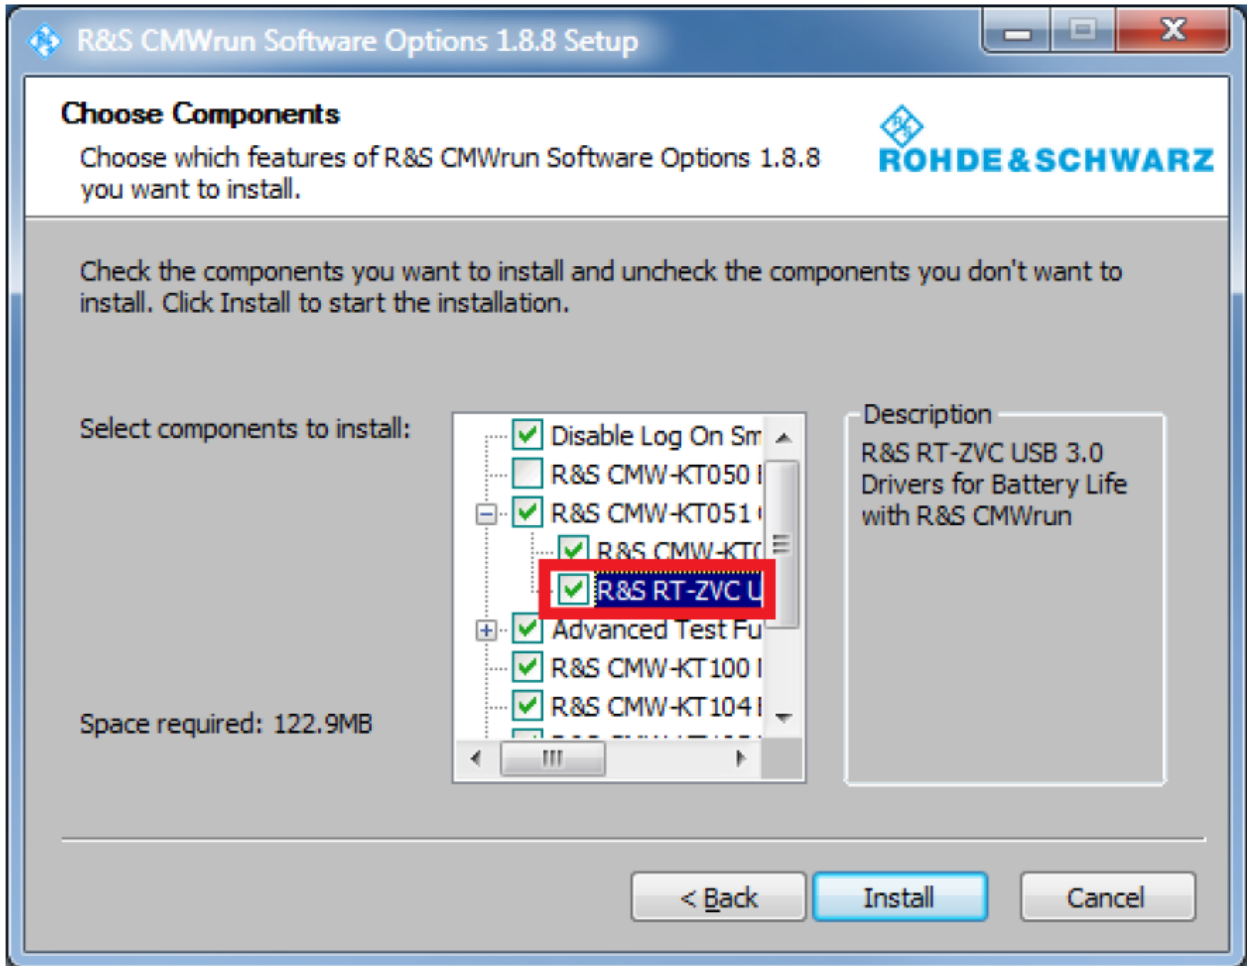 R&S CMWrun Software Options 1.8.8 Setup
Choose Components
Choose which features of R&S CMWrun Software Options 1.8.8
you want to install.
R S
ROHDE&SCHWARZ
Check the components you want to install and uncheck the components you don't want to
install. Click Install to start the installation.
Select components to install:
Disable Log On Sm
R&S CMW-KT050
R&S CMW-KT051
R&S CMW-KT0
R&S RT-ZVC U
Advanced Test Fu
R&S CMW-KT100
R&S CMW-KT104
Description
R&S RT-ZVC USB 3.0
Drivers for Battery Life
with R&S CMWrun
Space required: 122.9MB
< Back
Install
Cancel